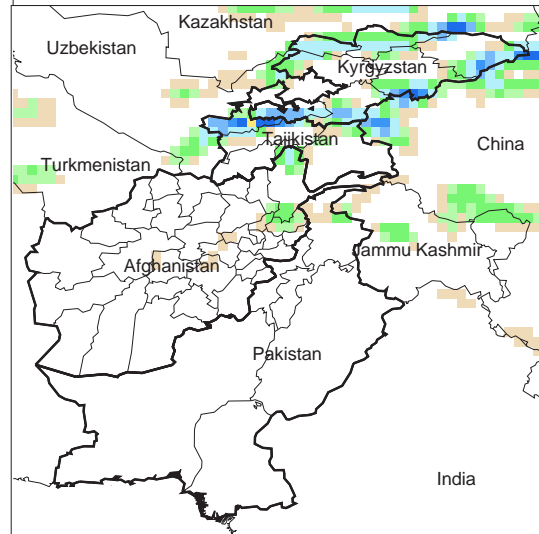 Kazakhstan
Uzbekistan
Kyrgyzstan
Tajikistan
China
Turkmenistan
Jammu Kashmir
Afghanistan
Pakistan
India